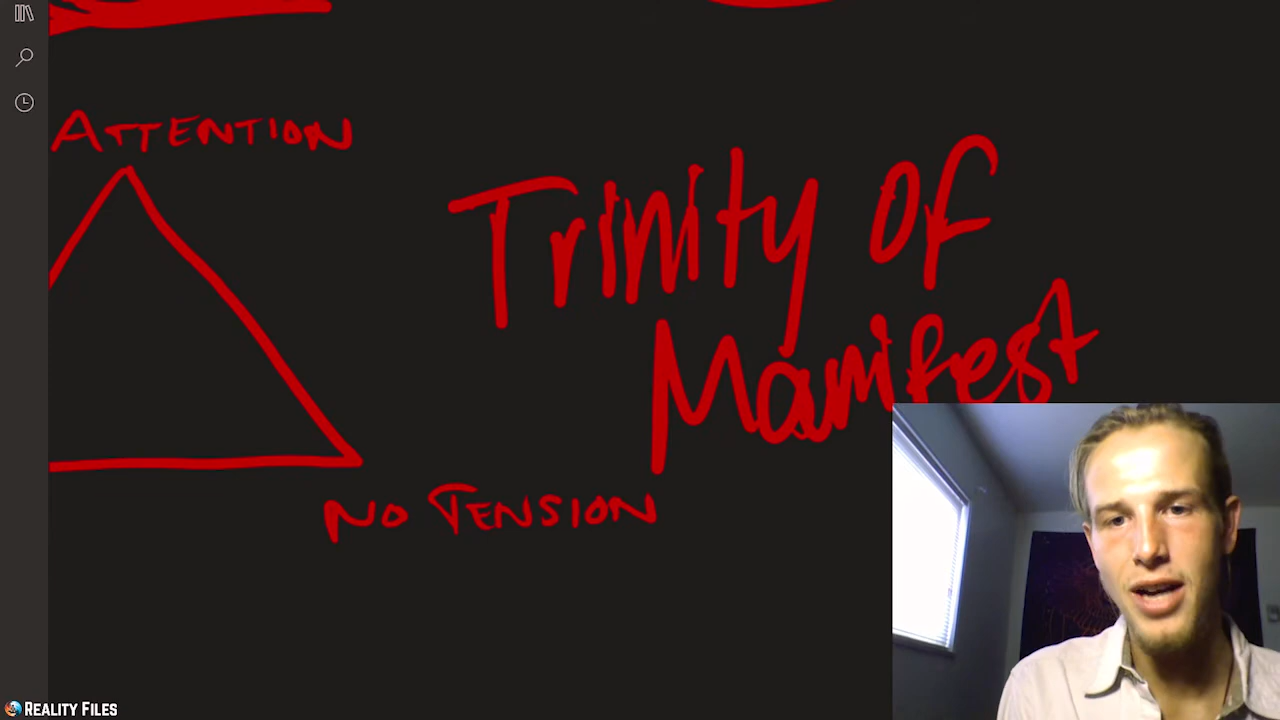 ATTENTION
Trinity of
Manifest
NO TENSION
REALITY FILES